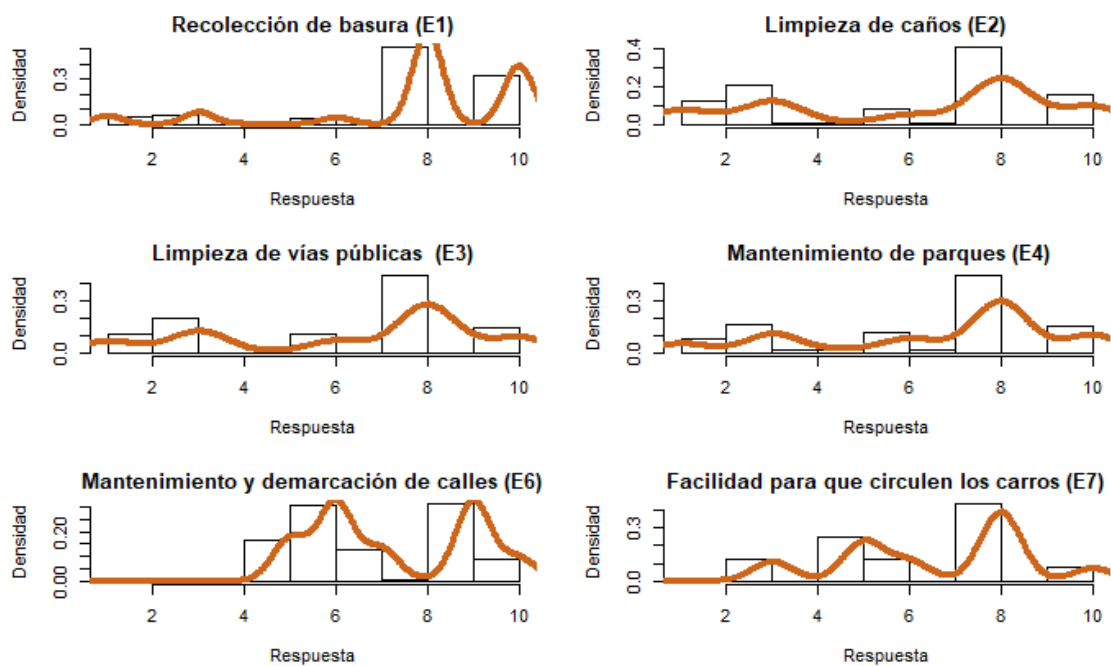 Recolección de basura (E1)
Densidad
0.0 0.3
2 4 6 8 10
Respuesta
Limpieza de caños (E2)
Densidad
0.0 0.2 0.4
2 4 6 8 10
Respuesta
Limpieza de vías públicas (E3)
Densidad
0.0 0.3
2 4 6 8 10
Respuesta
Mantenimiento de parques (E4)
Densidad
0.0 0.3
2 4 6 8 10
Respuesta
Mantenimiento y demarcación de calles (E6)
Densidad
0.00 0.20
2 4 6 8 10
Respuesta
Facilidad para que circulen los carros (E7)
Densidad
0.0 0.3
2 4 6 8 10
Respuesta